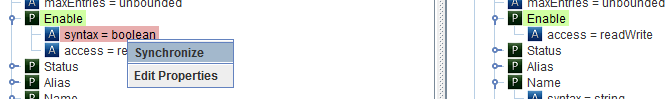 maxEntries = unbounded
P Enable
A syntax = boolean
A access = re
P Status
P Alias
P Name
Synchronize
Edit Properties
A maxEntries = unbounded
P Enable
A access = readWrite
P Status
P Alias
P Name
A syntax = string